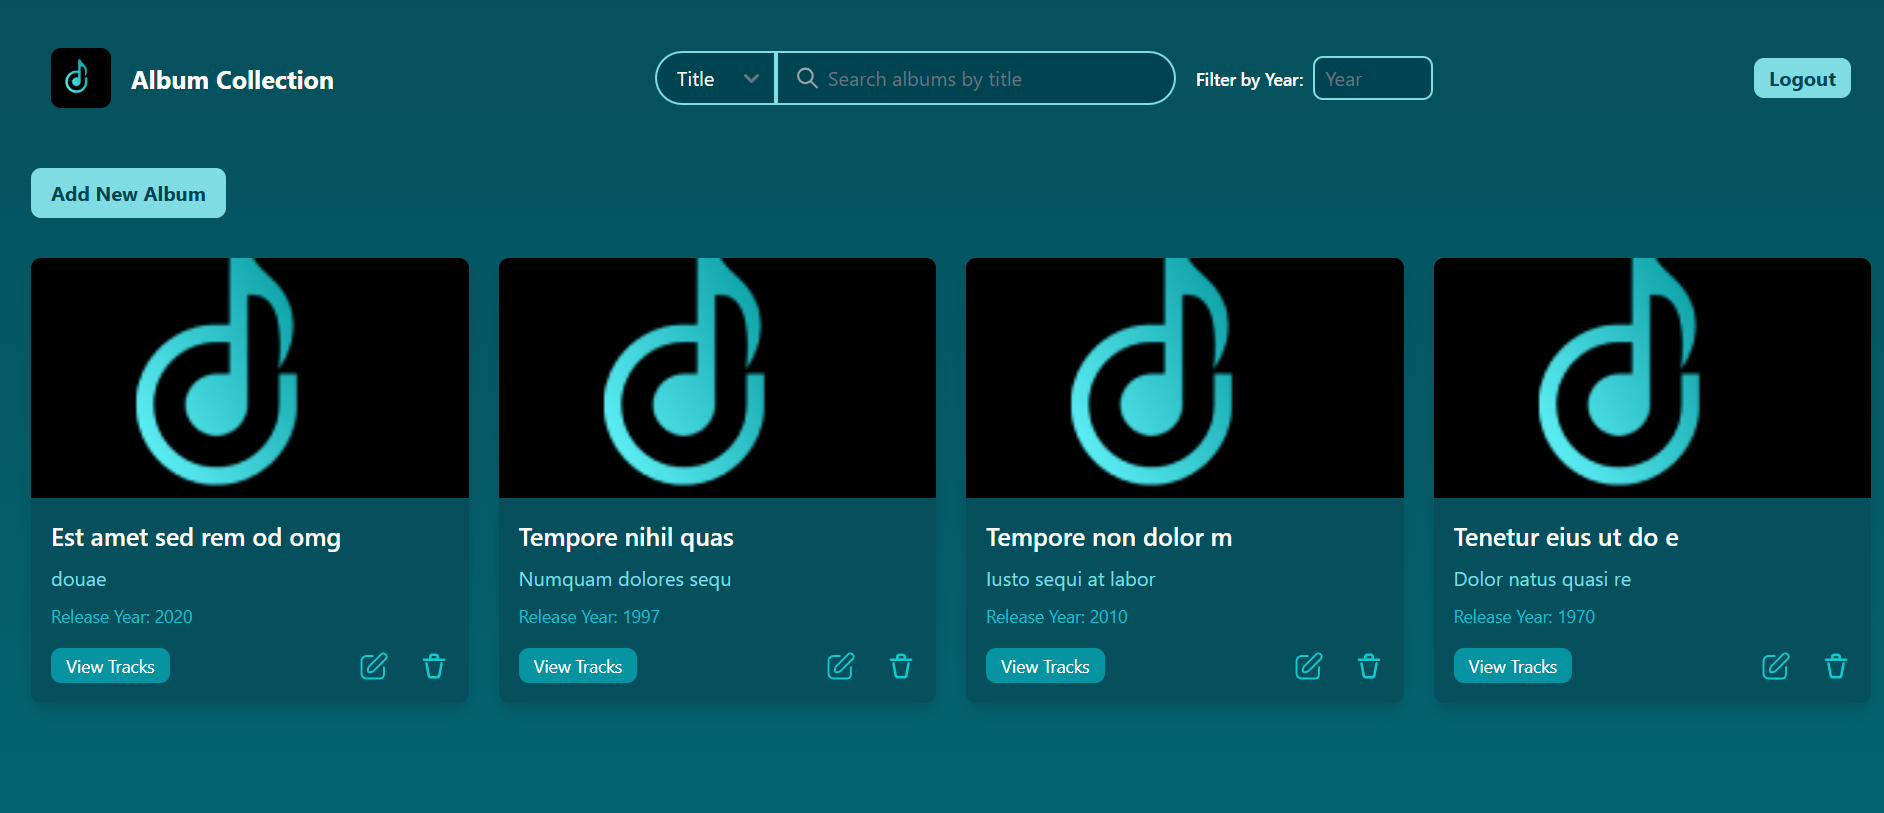 Album Collection
Title
Search albums by title
Filter by Year:
Year
Logout
Add New Album
Est amet sed rem od omg
douae
Release Year: 2020
View Tracks
Tempore nihil quas
Numquam dolores sequ
Release Year: 1997
View Tracks
Tempore non dolor m
Iusto sequi at labor
Release Year: 2010
View Tracks
Tenetur eius ut do e
Dolor natus quasi re
Release Year: 1970
View Tracks